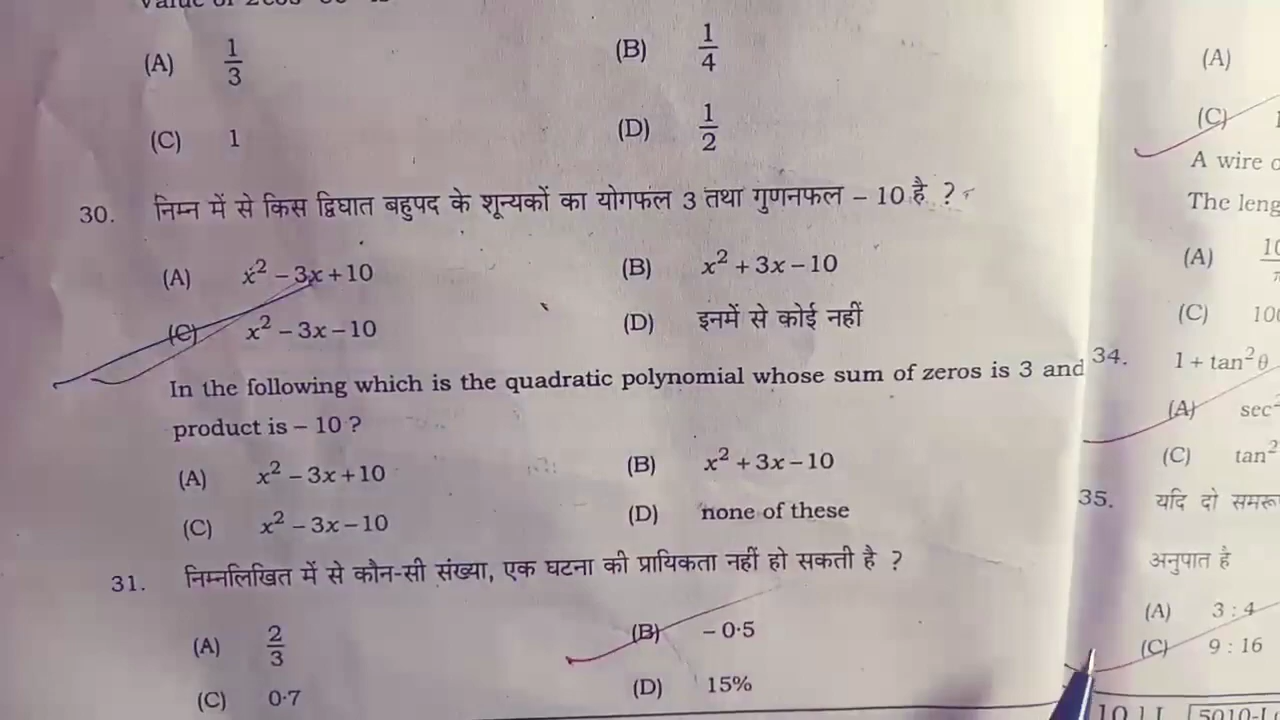 (A) 1/3 (B) 1/4
(C) 1 (D) 1/2
30. निम्न में से किस द्विघात बहुपद के शून्यकों का योगफल 3 तथा गुणनफल – 10 है ?
(A) x² – 3x + 10 (B) x² + 3x – 10
(C) x² – 3x – 10 (D) इनमें से कोई नहीं
In the following which is the quadratic polynomial whose sum of zeros is 3 and
product is – 10 ?
(A) x² – 3x + 10 (B) x² + 3x – 10
(C) x² – 3x – 10 (D) none of these
31. निम्नलिखित में से कौन-सी संख्या, एक घटना की प्रायिकता नहीं हो सकती है ?
(A) 2/3 (B) – 0·5
(C) 0·7 (D) 15%
(A)
(C)
A wire
The
(A)
(C)
34. 1 + tan²θ
(A)
(C)
35. यदि दो
अनुपात है
(A) 3 : 4
(C) 9 : 16